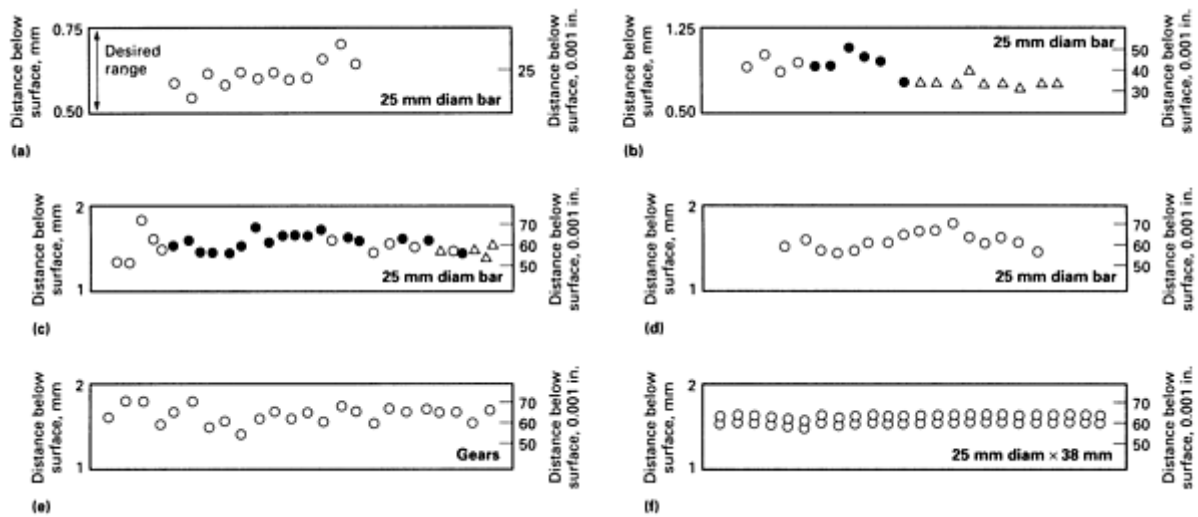 Distance below
surface, mm
0.75
0.50
Desired
range
25 mm diam bar
25
Distance below
surface, 0.001 in.
(a)
Distance below
surface, mm
1.25
0.50
25 mm diam bar
50
40
30
Distance below
surface, 0.001 in.
(b)
Distance below
surface, mm
2
1
25 mm diam bar
70
60
50
Distance below
surface, 0.001 in.
(c)
Distance below
surface, mm
2
1
25 mm diam bar
70
60
50
Distance below
surface, 0.001 in.
(d)
Distance below
surface, mm
2
1
Gears
70
60
50
Distance below
surface, 0.001 in.
(e)
Distance below
surface, mm
2
1
25 mm diam × 38 mm
70
60
50
Distance below
surface, 0.001 in.
(f)